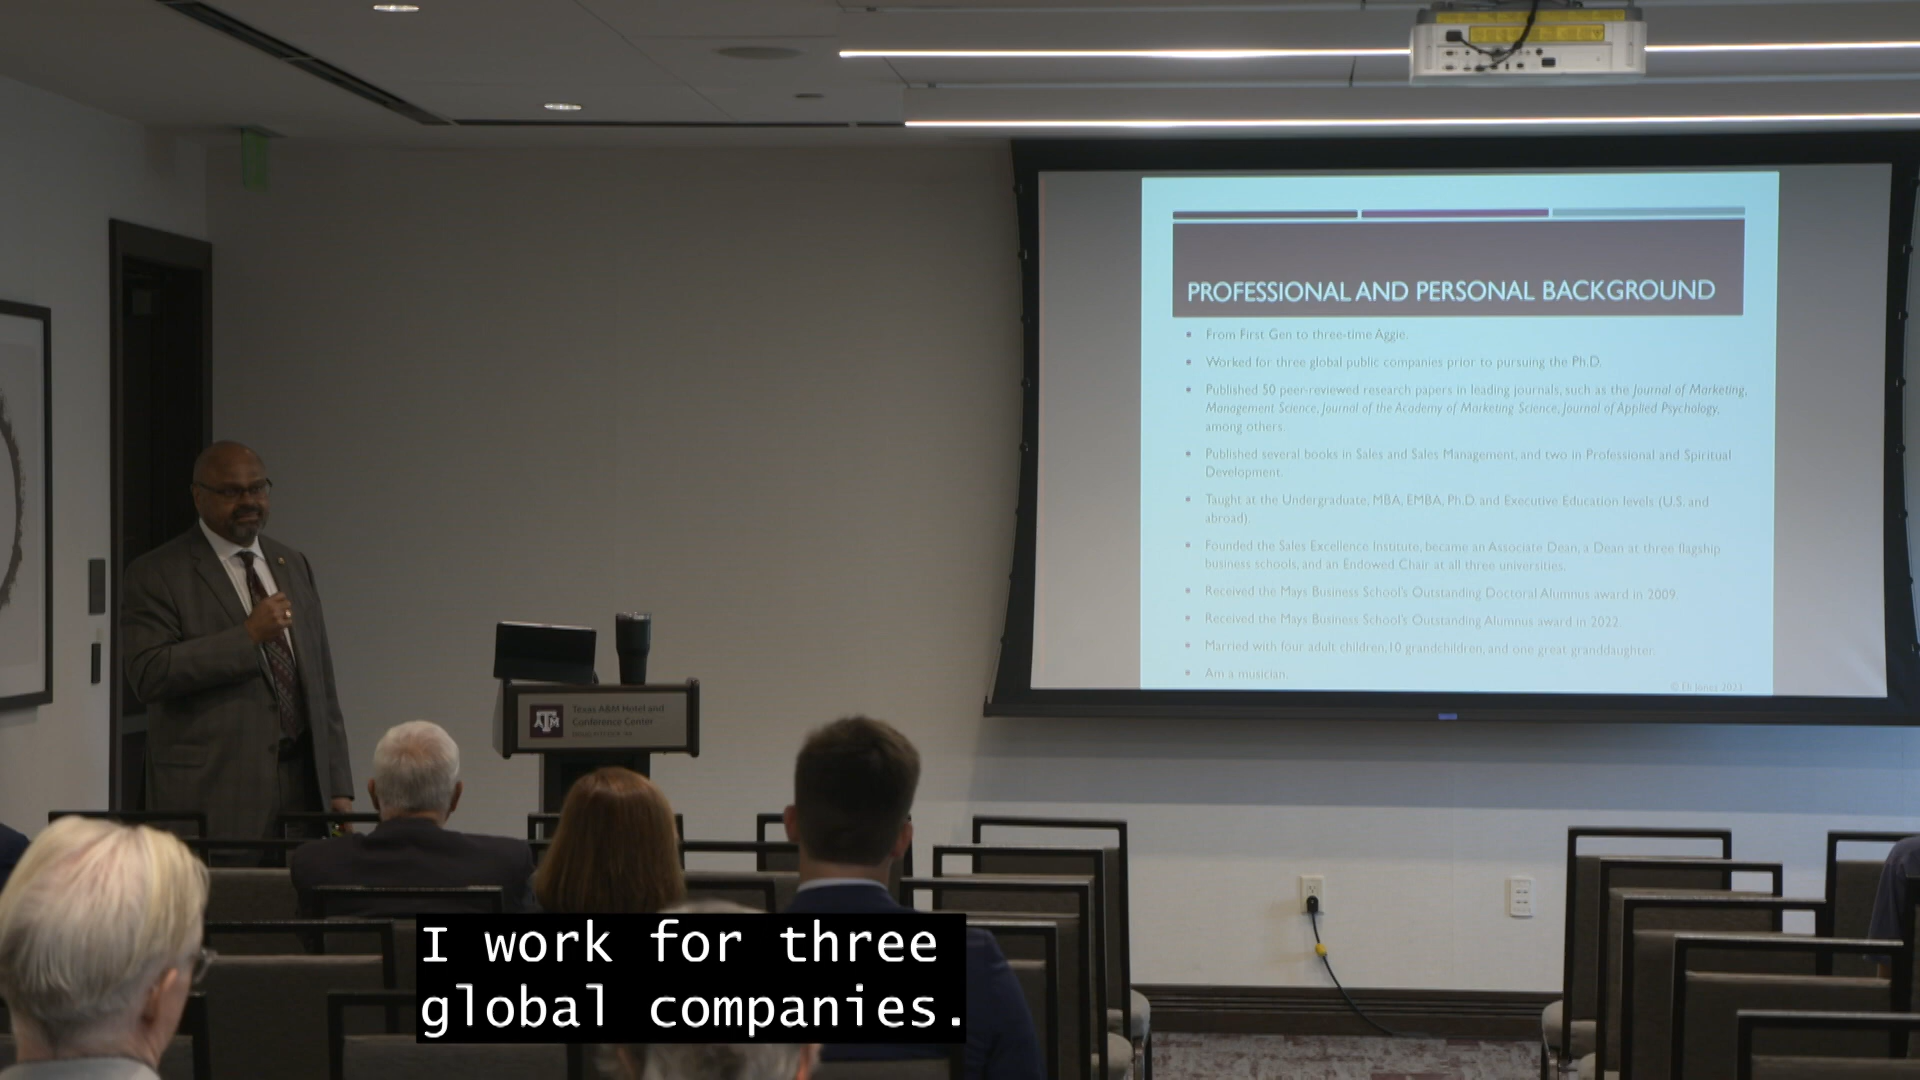 PROFESSIONAL AND PERSONAL BACKGROUND
From First Gen to three-time Aggie.
Worked for three global public companies prior to pursuing the Ph.D.
Published 50 peer-reviewed research papers in leading journals, such as the Journal of Marketing,
Management Science, Journal of the Academy of Marketing Science, Journal of Applied Psychology,
among others.
Published several books in Sales and Sales Management, and two in Professional and Spiritual
Development.
Taught at the Undergraduate, MBA, EMBA, Ph.D. and Executive Education levels (U.S. and
abroad).
Founded the Sales Excellence Institute, became an Associate Dean, a Dean at three flagship
business schools, and an Endowed Chair at all three universities.
Received the Mays Business School's Outstanding Doctoral Alumnus award in 2009.
Received the Mays Business School's Outstanding Alumnus award in 2022.
Married with four adult children, 10 grandchildren, and one great granddaughter.
Am a musician.
© Eli Jones 2023
ATM
Texas A&M Hotel and
Conference Center
I work for three
global companies.